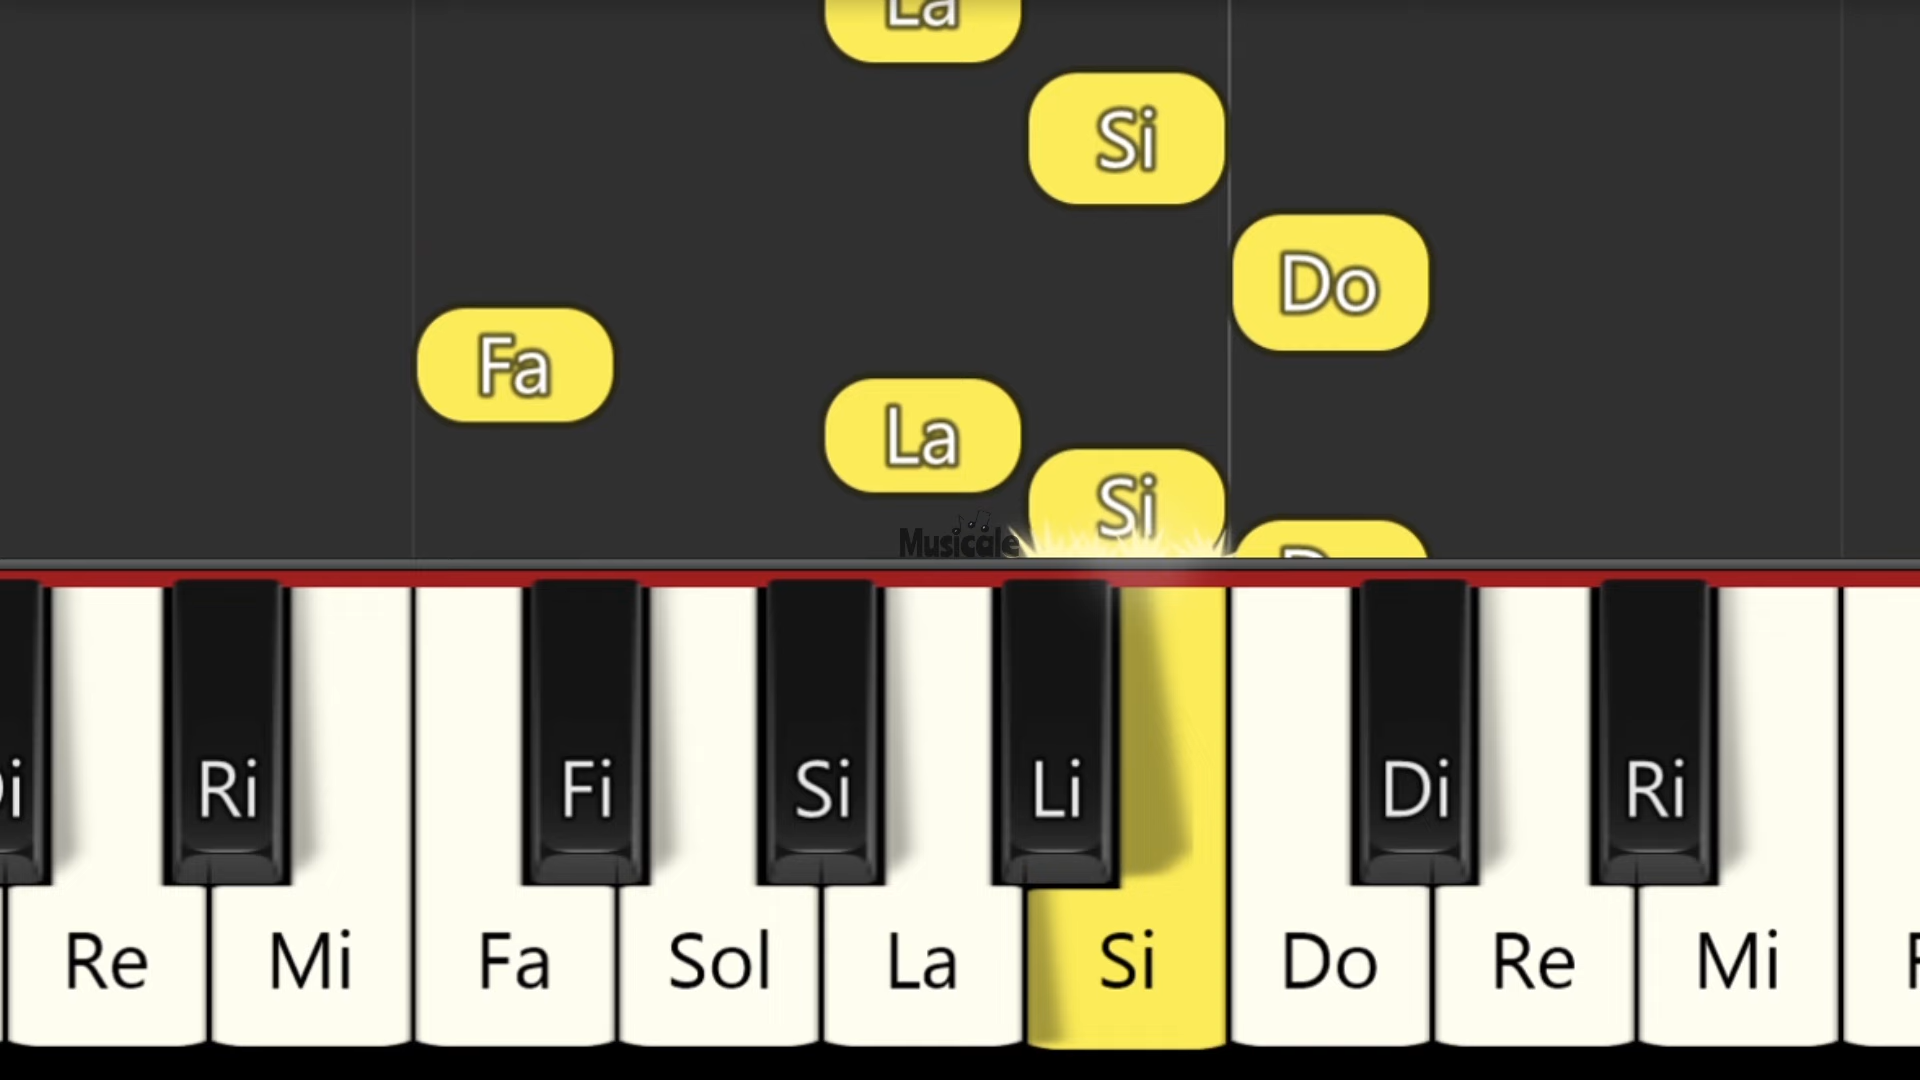 La
Si
Do
Fa
La
Si
Musicale
Ri
Fi
Si
Li
Di
Ri
Re
Mi
Fa
Sol
La
Si
Do
Re
Mi